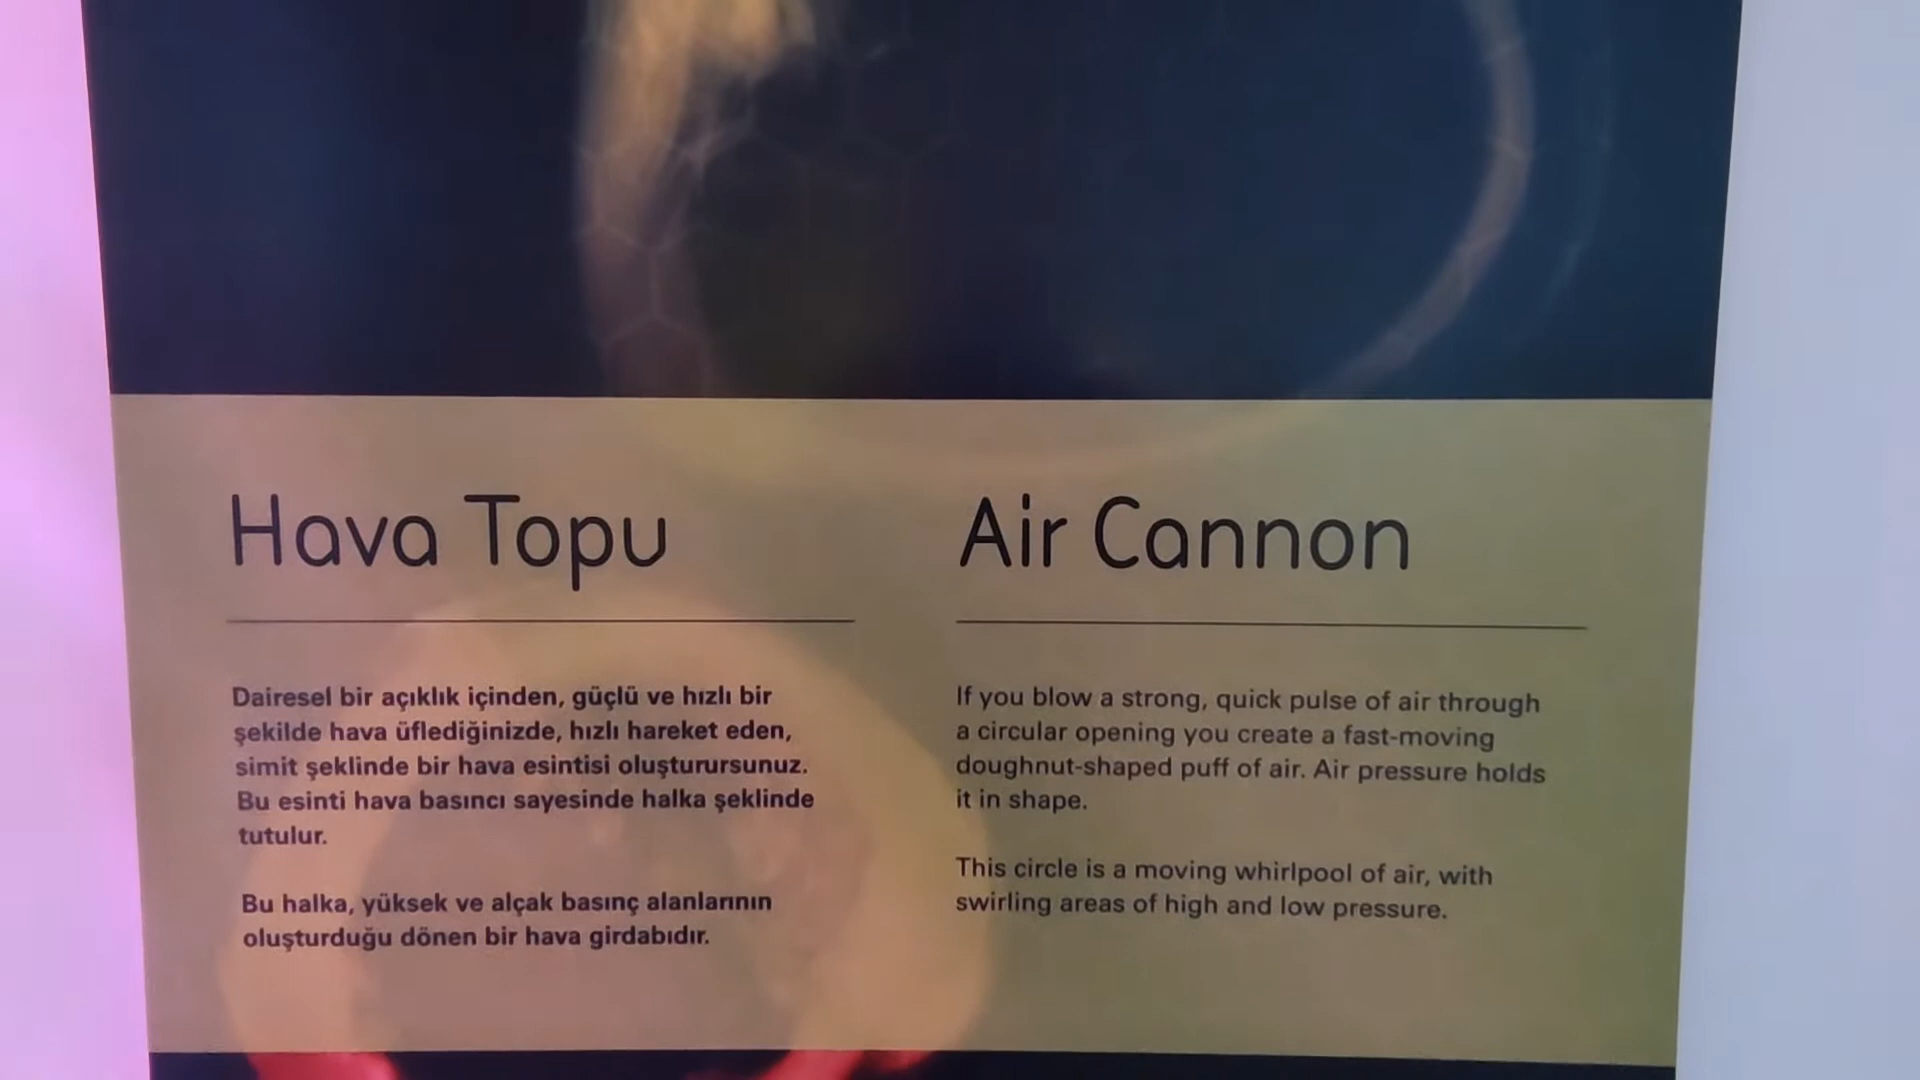 Hava Topu
Dairesel bir açıklık içinden, güçlü ve hızlı bir
şekilde hava üflediğinizde, hızlı hareket eden,
simit şeklinde bir hava esintisi oluşturursunuz.
Bu esinti hava basıncı sayesinde halka şeklinde
tutulur.
Bu halka, yüksek ve alçak basınç alanlarının
oluşturduğu dönen bir hava girdabıdır.
Air Cannon
If you blow a strong, quick pulse of air through
a circular opening you create a fast-moving
doughnut-shaped puff of air. Air pressure holds
it in shape.
This circle is a moving whirlpool of air, with
swirling areas of high and low pressure.